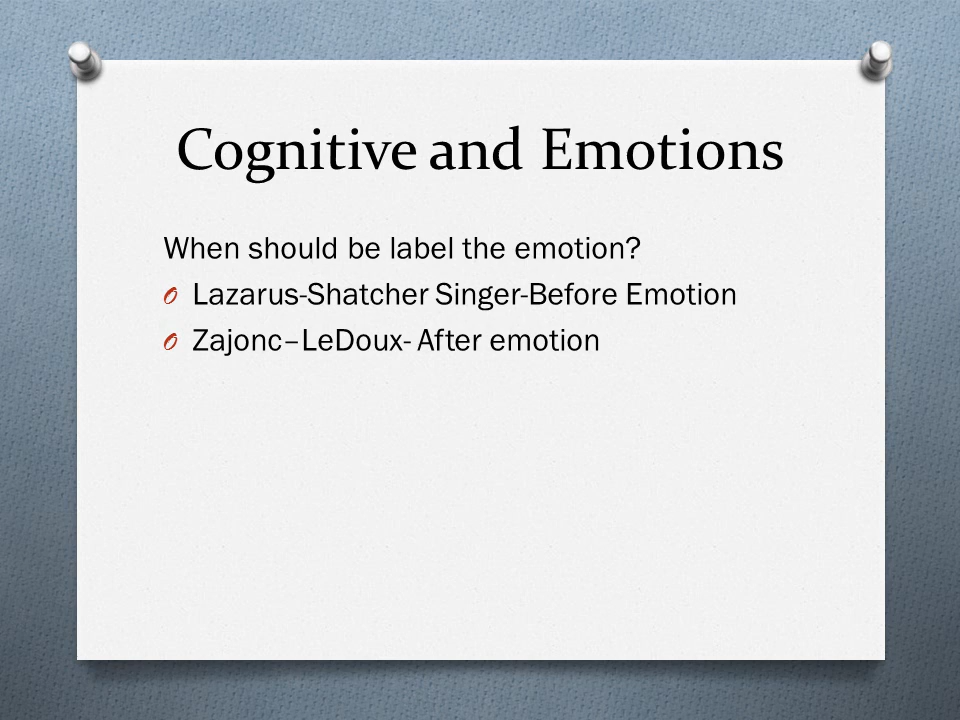 Cognitive and Emotions
When should be label the emotion?
Lazarus-Shatcher Singer-Before Emotion
Zajonc–LeDoux- After emotion